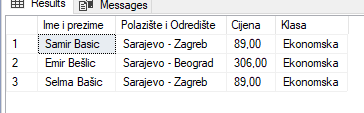 Results Messages
Ime i prezime Polazište i Odredište Cijena Klasa
1 Samir Basic Sarajevo - Zagreb 89,00 Ekonomska
2 Emir Bešlic Sarajevo - Beograd 306,00 Ekonomska
3 Selma Bašic Sarajevo - Zagreb 89,00 Ekonomska